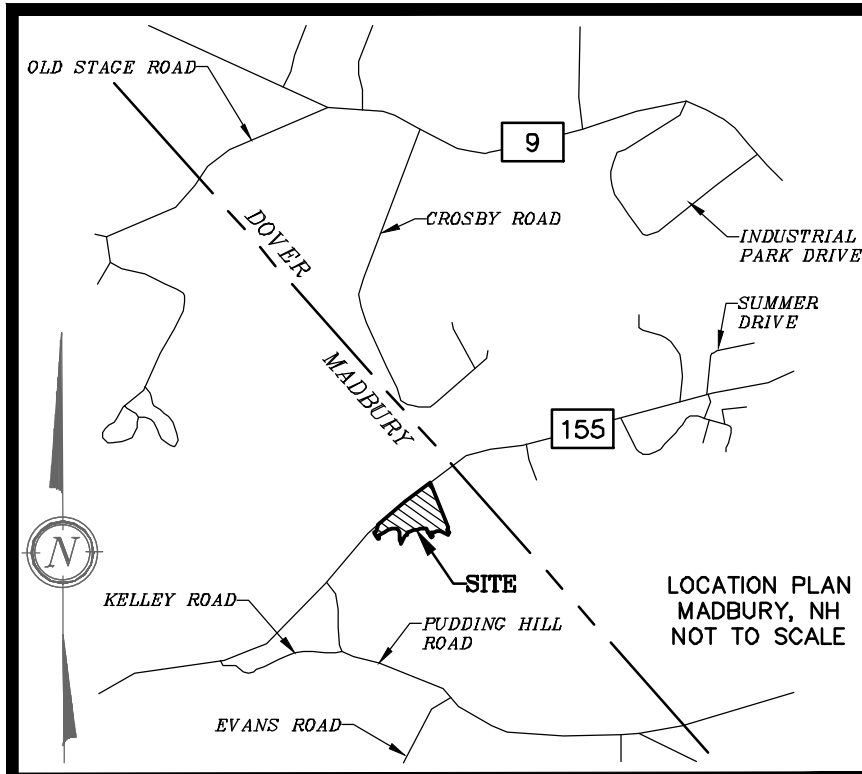 OLD STAGE ROAD
9
DOVER
CROSBY ROAD
INDUSTRIAL
PARK DRIVE
SUMMER
DRIVE
MADBURY
155
N
SITE
LOCATION PLAN
MADBURY, NH
NOT TO SCALE
KELLEY ROAD
PUDDING HILL
ROAD
EVANS ROAD